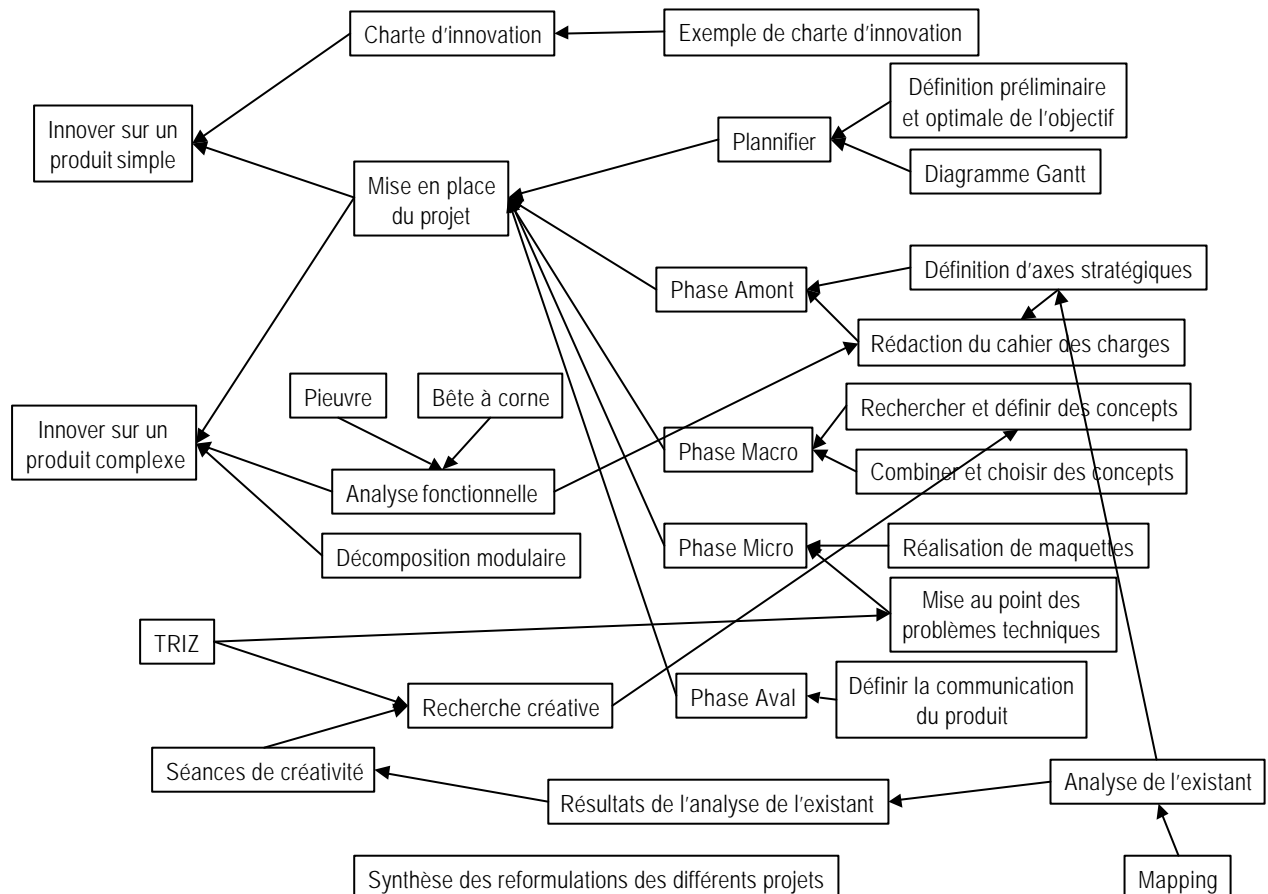 Charte d'innovation
Exemple de charte d'innovation
Innover sur un
produit simple
Définition préliminaire
et optimale de l'objectif
Plannifier
Diagramme Gantt
Mise en place
du projet
Phase Amont
Définition d'axes stratégiques
Rédaction du cahier des charges
Pieuvre
Bête à corne
Innover sur un
produit complexe
Rechercher et définir des concepts
Phase Macro
Combiner et choisir des concepts
Analyse fonctionnelle
Décomposition modulaire
Phase Micro
Réalisation de maquettes
Mise au point des
problèmes techniques
TRIZ
Recherche créative
Phase Aval
Définir la communication
du produit
Séances de créativité
Résultats de l'analyse de l'existant
Analyse de l'existant
Synthèse des reformulations des différents projets
Mapping